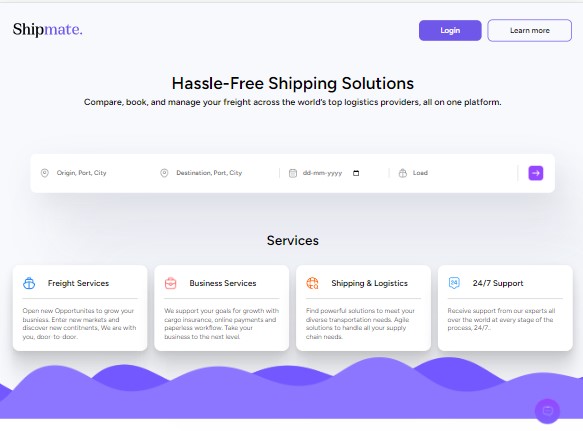 Shipmate.
Login
Learn more
Hassle-Free Shipping Solutions
Compare, book, and manage your freight across the world's top logistics providers, all on one platform.
Origin, Port, City
Destination, Port, City
dd-mm-yyyy
Load
Services
Freight Services
Open new Opportunites to grow your
business. Enter new markets and
discover new contitnents, We are with
you, door-to-door.
Business Services
We support your goals for growth with
cargo insurance, online payments and
paperless workflow. Take your
business to the next level.
Shipping & Logistics
Find powerful solutions to meet your
diverse transportation needs. Agile
solutions to handle all your supply
chain needs.
24
24/7 Support
Receive support from our experts all
over the world at every stage of the
process, 24/7..